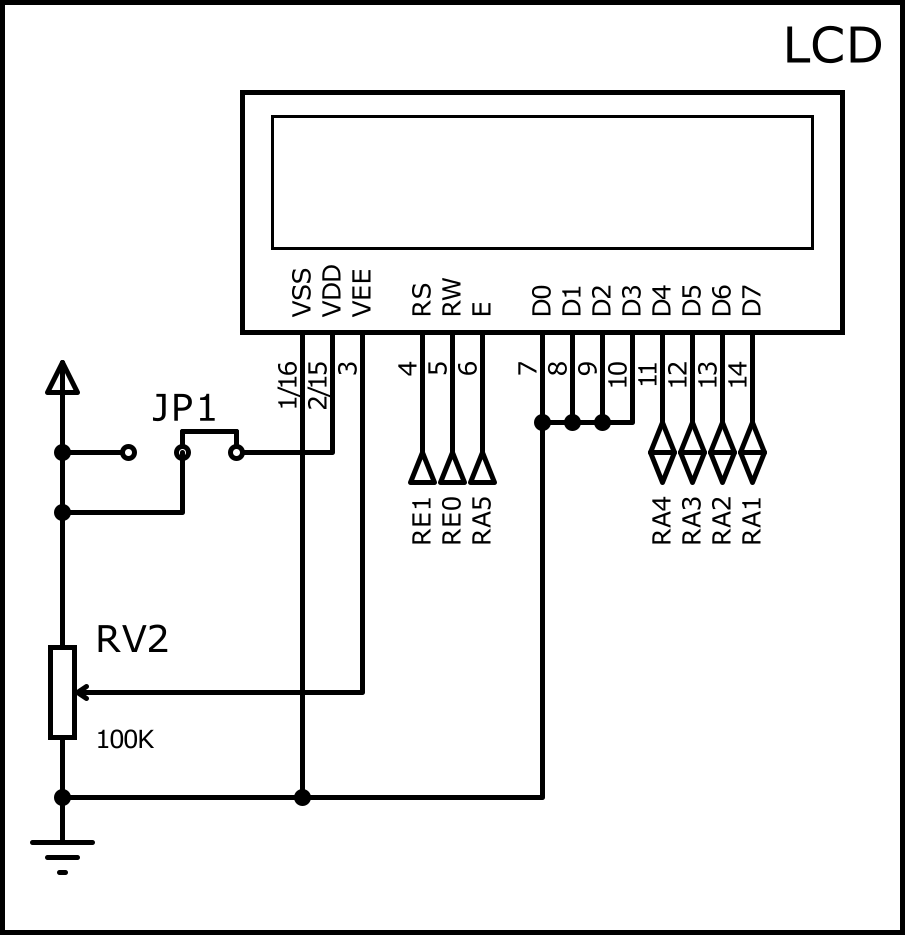 LCD
VSS
VDD
VEE
RS
RW
E
D0
D1
D2
D3
D4
D5
D6
D7
1/16
2/15
3
4
5
6
7
8
9
10
11
12
13
14
JP1
RE1
RE0
RA5
RA4
RA3
RA2
RA1
RV2
100K